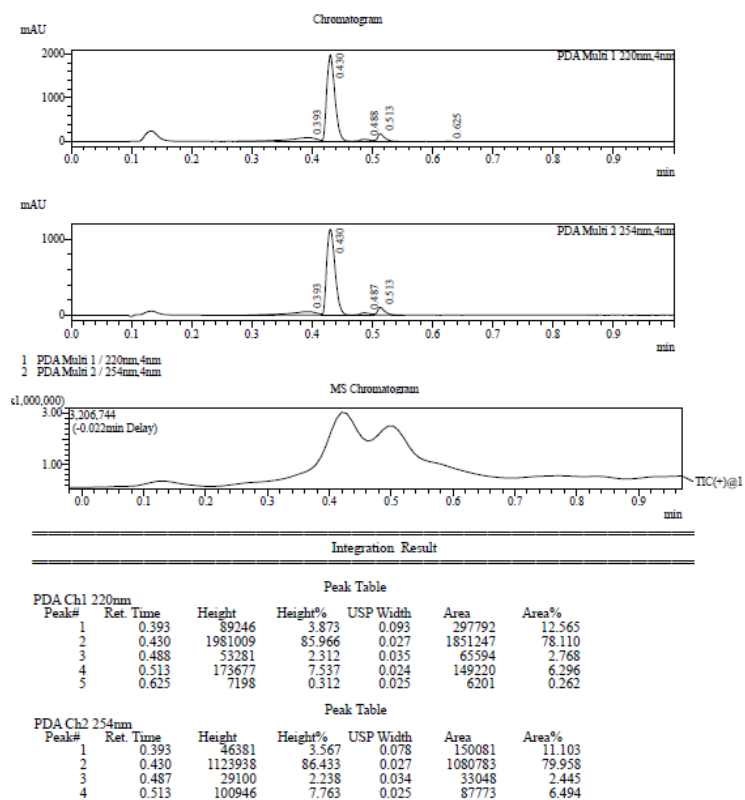 Chromatogram
mAU
2000
PDA Multi 1 220nm,4nm
1000
0
0.393
0.430
0.488
0.513
0.625
0.0 0.1 0.2 0.3 0.4 0.5 0.6 0.7 0.8 0.9
min
mAU
PDA Multi 2 254nm,4nm
1000
0
0.393
0.430
0.487
0.513
0.0 0.1 0.2 0.3 0.4 0.5 0.6 0.7 0.8 0.9
min
1 PDA Multi 1 / 220nm,4nm
2 PDA Multi 2 / 254nm,4nm
MS Chromatogram
x1,000,000)
3.00 3,206,744
(-0.022min Delay)
1.00
TIC(+)@1
0.0 0.1 0.2 0.3 0.4 0.5 0.6 0.7 0.8 0.9
min
Integration Result
Peak Table
PDA Ch1 220nm
Peak# Ret. Time Height Height% USP Width Area Area%
1 0.393 89246 3.873 0.093 297792 12.565
2 0.430 1981009 85.966 0.027 1851247 78.110
3 0.488 53281 2.312 0.035 65594 2.768
4 0.513 173677 7.537 0.024 149220 6.296
5 0.625 7198 0.312 0.025 6201 0.262
Peak Table
PDA Ch2 254nm
Peak# Ret. Time Height Height% USP Width Area Area%
1 0.393 46381 3.567 0.078 150081 11.103
2 0.430 1123938 86.433 0.027 1080783 79.958
3 0.487 29100 2.238 0.034 33048 2.445
4 0.513 100946 7.763 0.025 87773 6.494